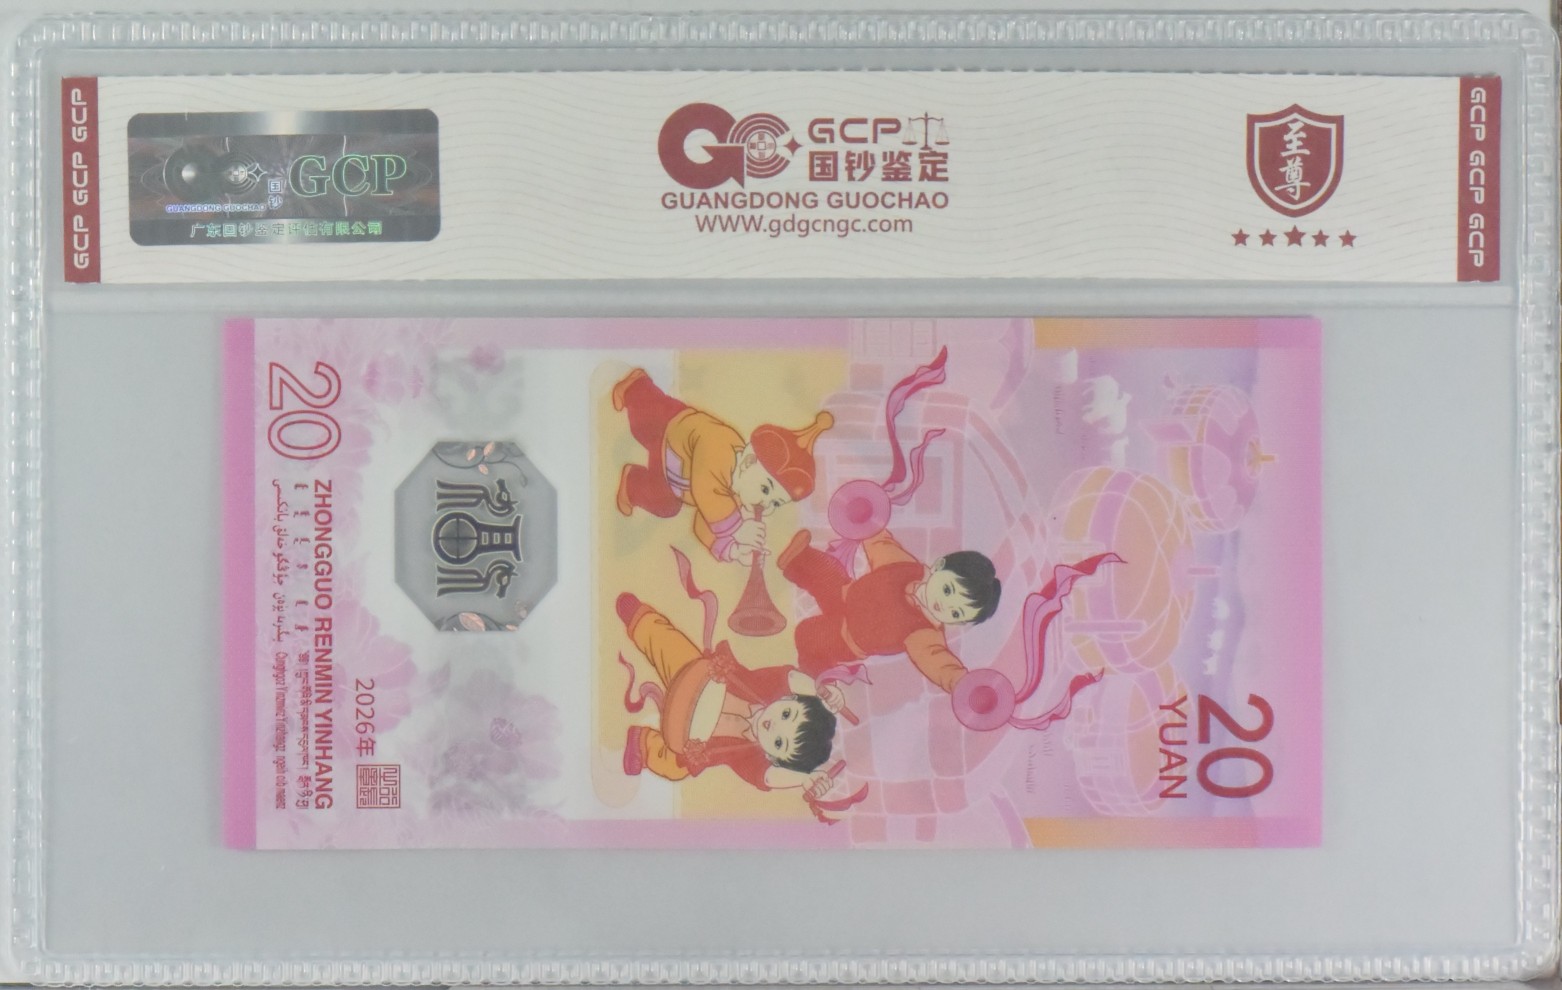 GCP GCP GCP
国钞
GCP
GUANGDONG GUOCHAO
广东国钞鉴定评估有限公司
GCP
国钞鉴定
GUANGDONG GUOCHAO
WWW.gdgcngc.com
至尊
GCP GCP GCP
20
ZHONGGUO RENMIN YINHANG
2026年
20
YUAN